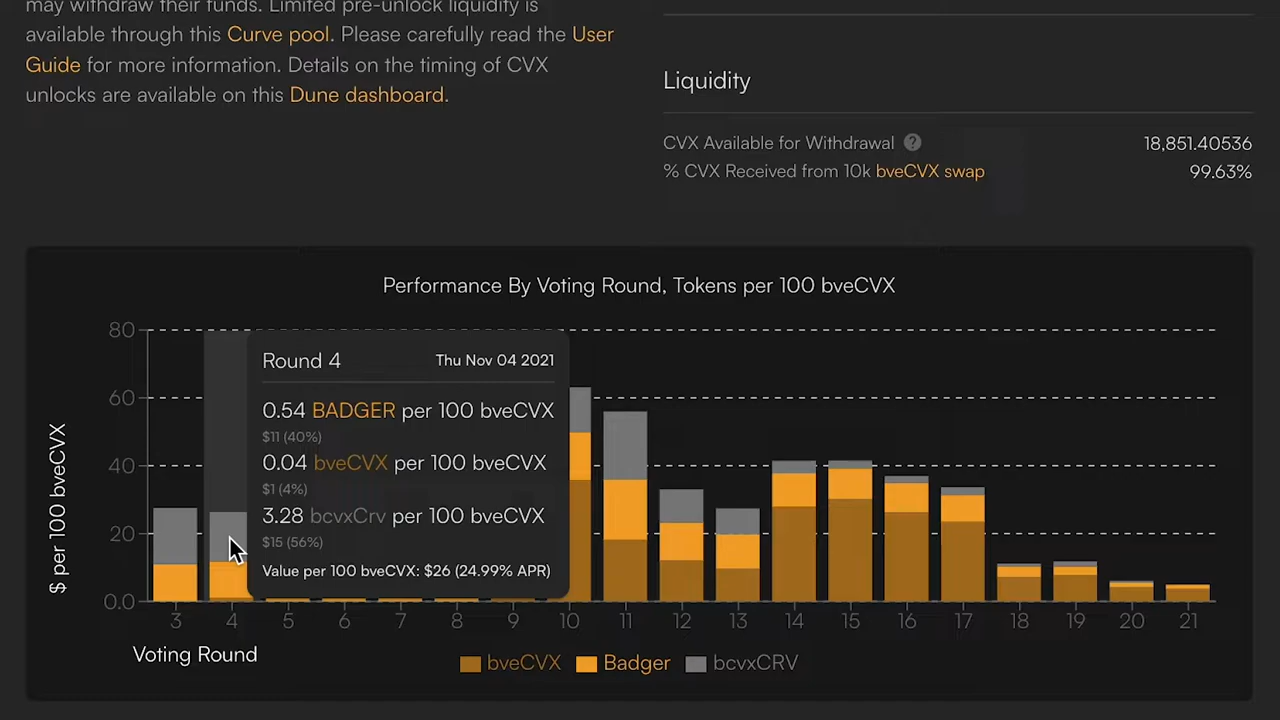 may withdraw their funds. Limited pre-unlock liquidity is
available through this Curve pool. Please carefully read the User
Guide for more information. Details on the timing of CVX
unlocks are available on this Dune dashboard.
Liquidity
CVX Available for Withdrawal ? 18,851.40536
% CVX Received from 10k bveCVX swap 99.63%
Performance By Voting Round, Tokens per 100 bveCVX
$ per 100 bveCVX
80
60
40
20
0.0
Round 4 Thu Nov 04 2021
0.54 BADGER per 100 bveCVX
$11 (40%)
0.04 bveCVX per 100 bveCVX
$1 (4%)
3.28 bcvxCrv per 100 bveCVX
$15 (56%)
Value per 100 bveCVX: $26 (24.99% APR)
3 4 5 6 7 8 9 10 11 12 13 14 15 16 17 18 19 20 21
Voting Round
bveCVX Badger bcvxCRV